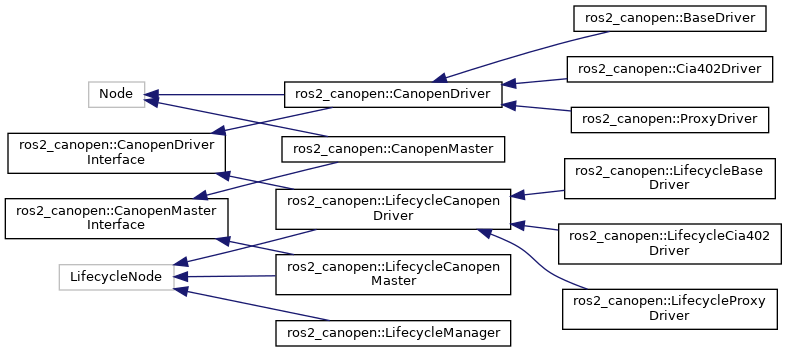 ros2_canopen::BaseDriver
ros2_canopen::Cia402Driver
Node
ros2_canopen::CanopenDriver
ros2_canopen::ProxyDriver
ros2_canopen::CanopenDriver
Interface
ros2_canopen::CanopenMaster
ros2_canopen::LifecycleBase
Driver
ros2_canopen::CanopenMaster
Interface
ros2_canopen::LifecycleCanopen
Driver
ros2_canopen::LifecycleCia402
Driver
LifecycleNode
ros2_canopen::LifecycleCanopen
Master
ros2_canopen::LifecycleProxy
Driver
ros2_canopen::LifecycleManager